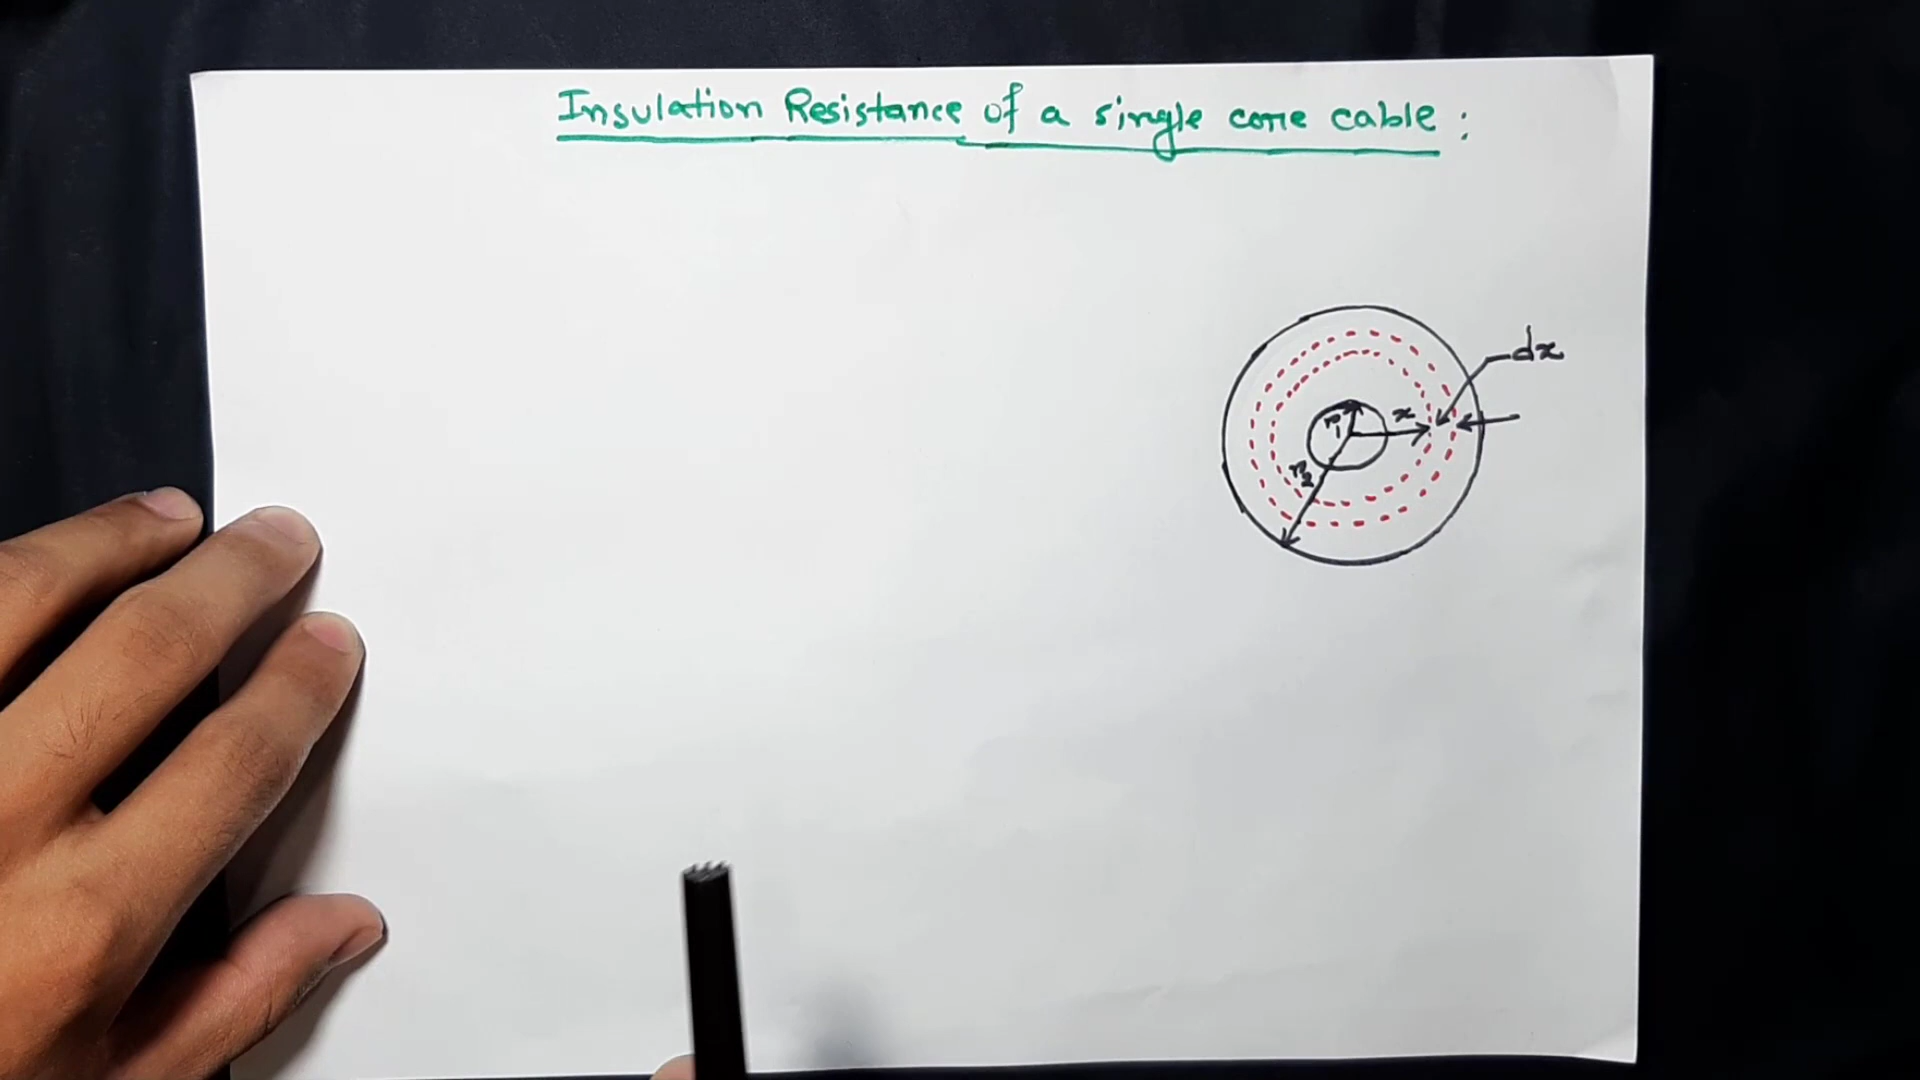 Insulation Resistance of a single core cable :
dx
r₁
x
r₂